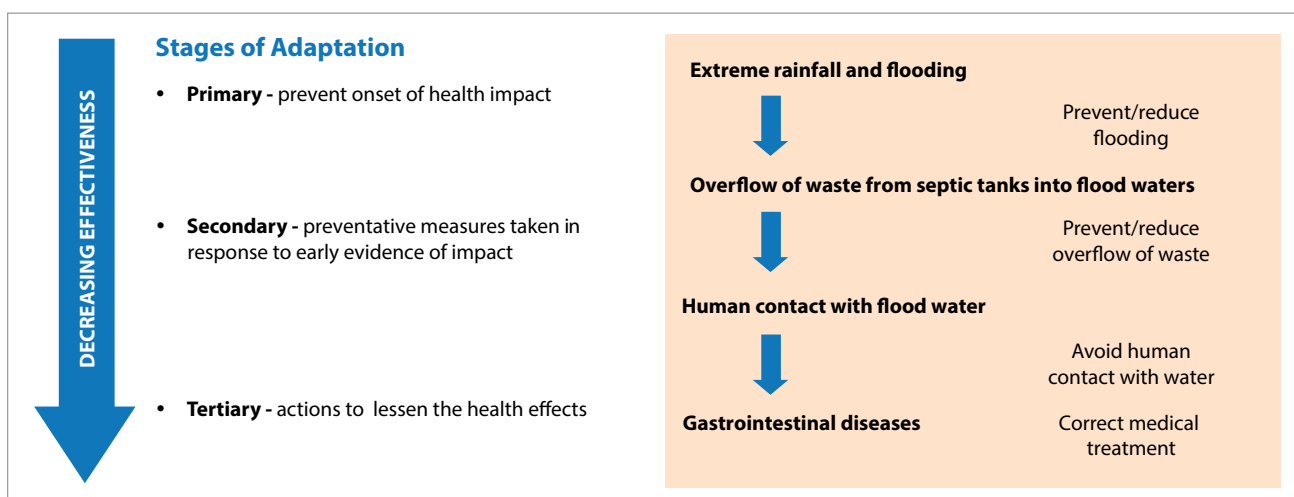 DECREASING EFFECTIVENESS
Stages of Adaptation
• Primary - prevent onset of health impact
• Secondary - preventative measures taken in
response to early evidence of impact
• Tertiary - actions to lessen the health effects
Extreme rainfall and flooding
Prevent/reduce
flooding
Overflow of waste from septic tanks into flood waters
Prevent/reduce
overflow of waste
Human contact with flood water
Avoid human
contact with water
Gastrointestinal diseases
Correct medical
treatment